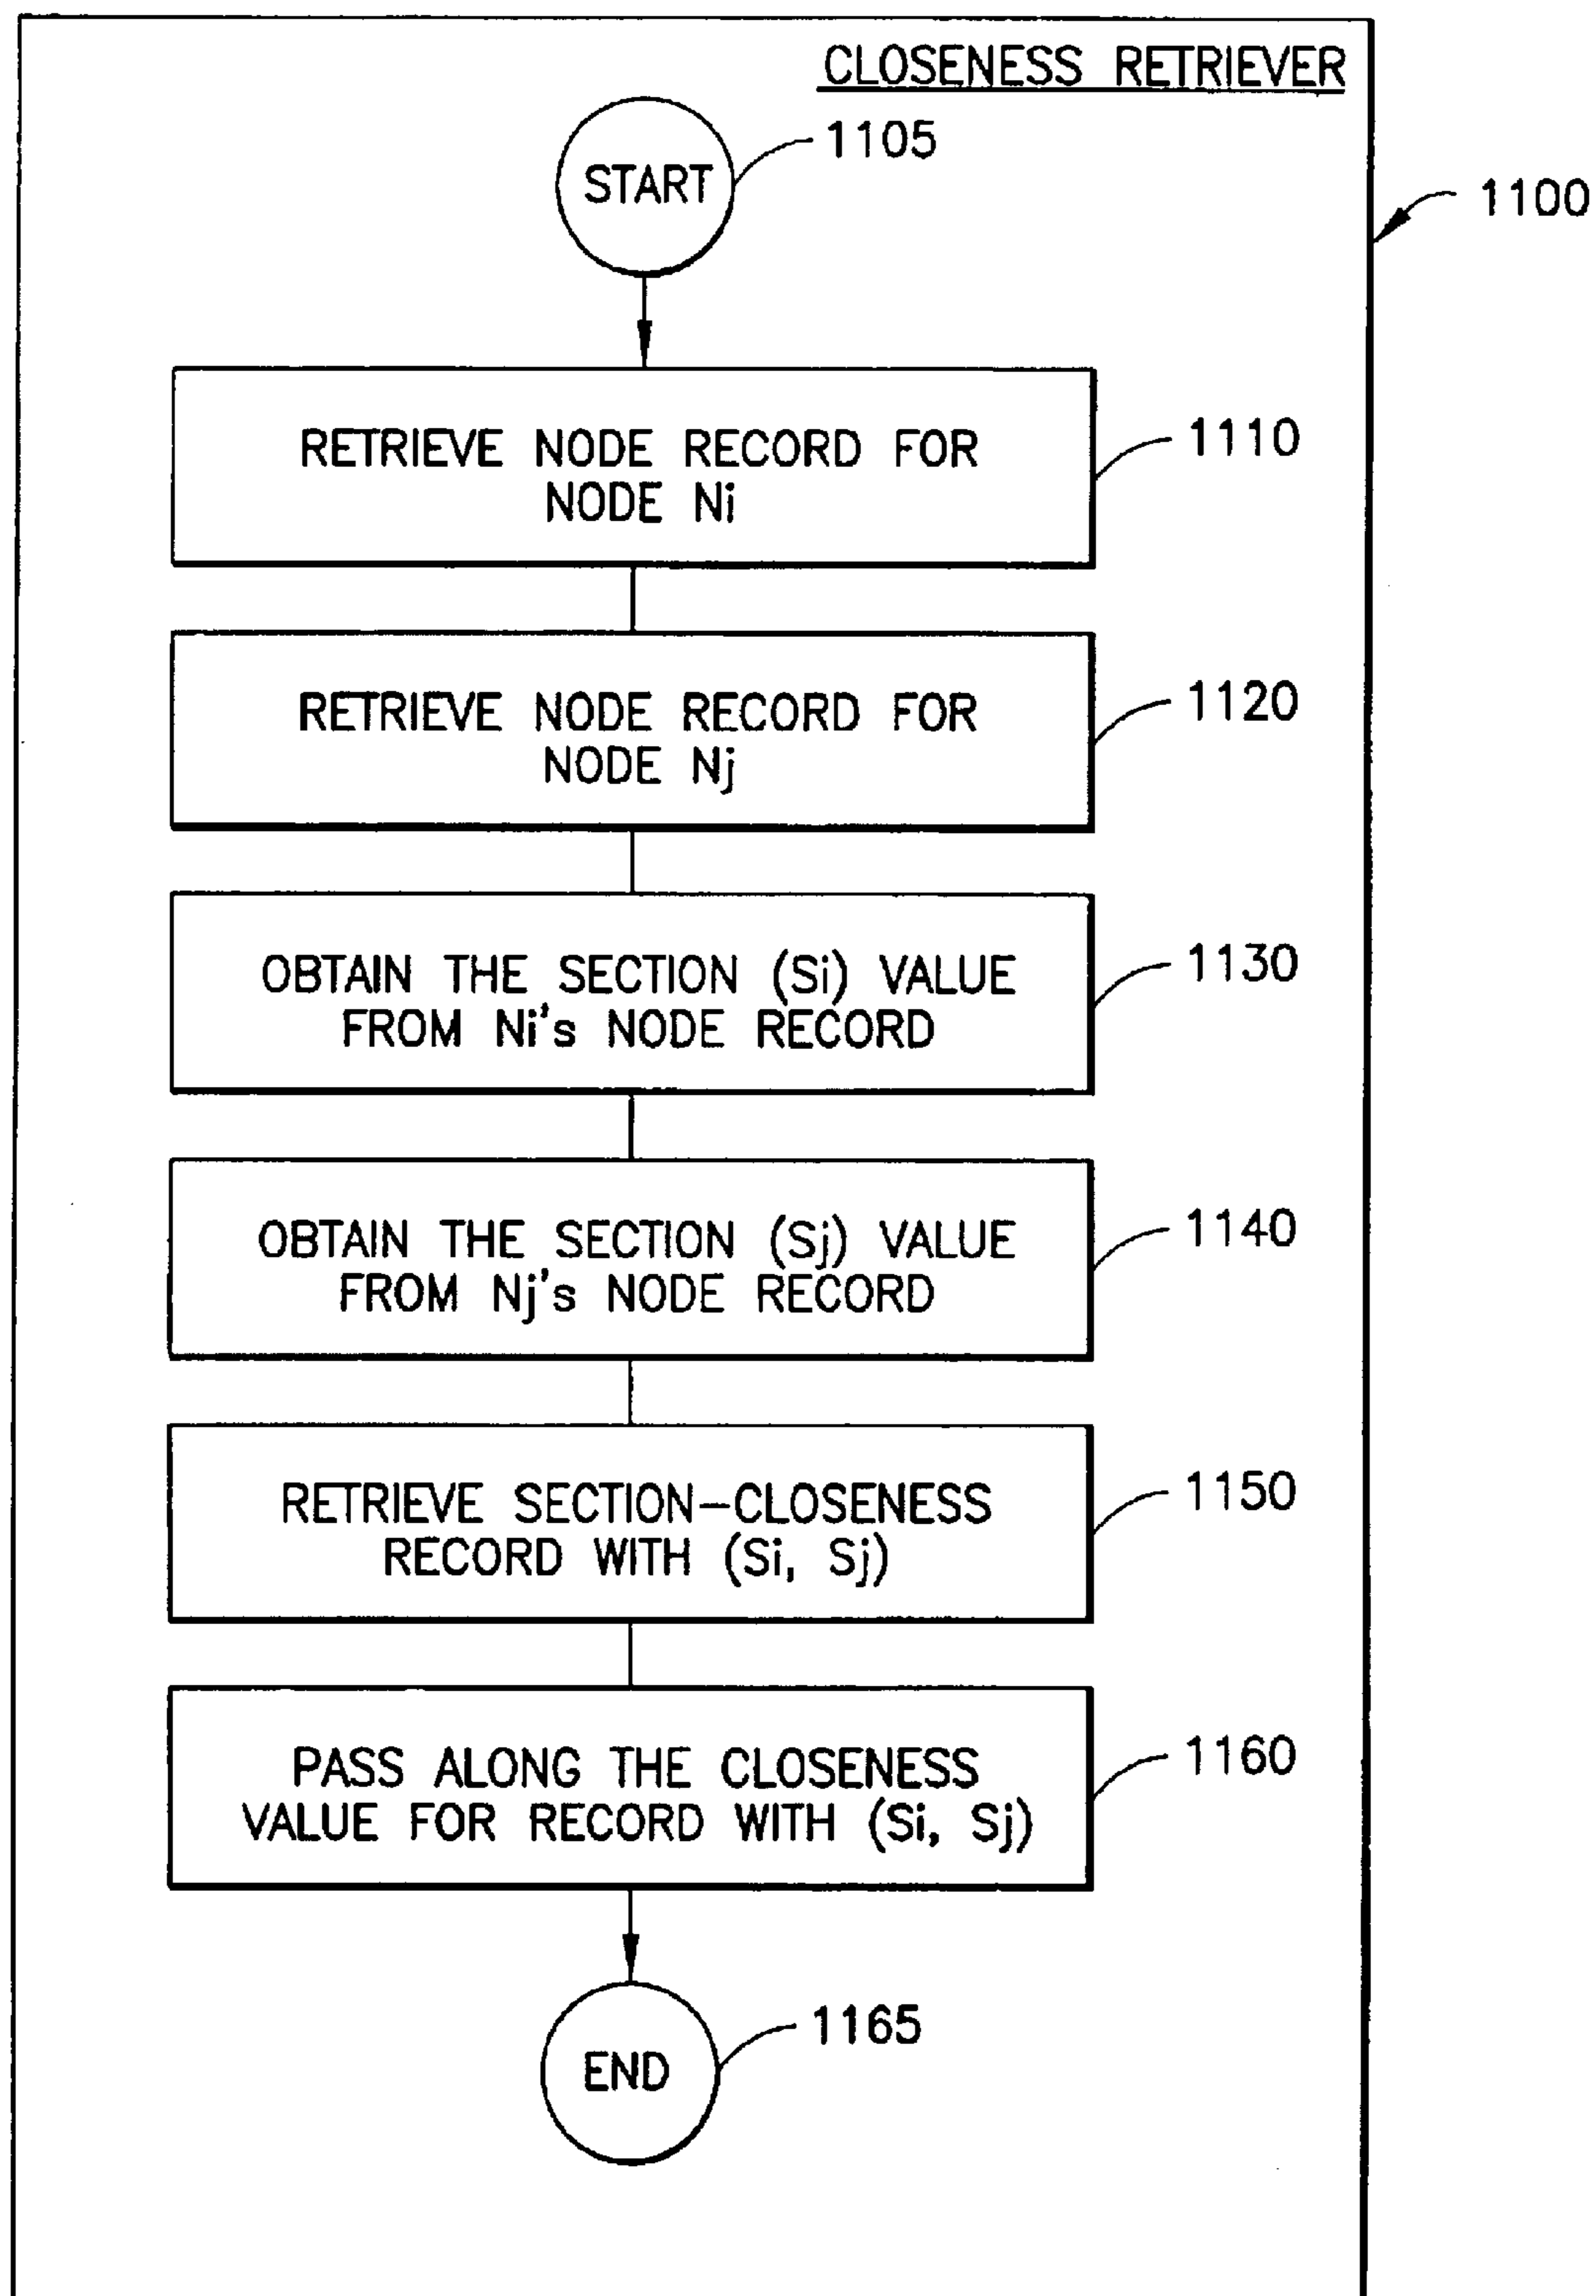 CLOSENESS RETRIEVER
START
1105
1100
RETRIEVE NODE RECORD FOR
NODE Ni
1110
RETRIEVE NODE RECORD FOR
NODE Nj
1120
OBTAIN THE SECTION (Si) VALUE
FROM Ni's NODE RECORD
1130
OBTAIN THE SECTION (Sj) VALUE
FROM Nj's NODE RECORD
1140
RETRIEVE SECTION-CLOSENESS
RECORD WITH (Si, Sj)
1150
PASS ALONG THE CLOSENESS
VALUE FOR RECORD WITH (Si, Sj)
1160
END
1165